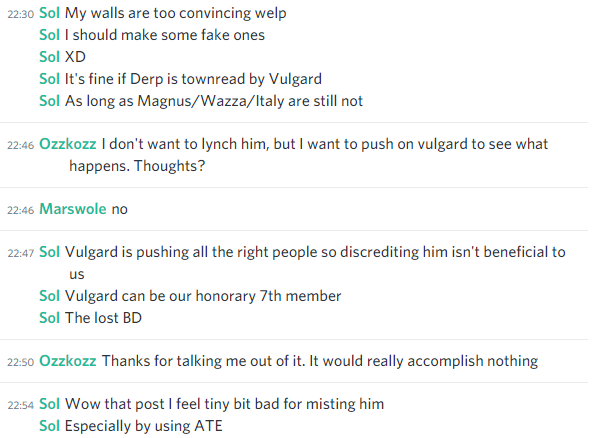 22:30 Sol My walls are too convincing welp
Sol I should make some fake ones
Sol XD
Sol It's fine if Derp is townread by Vulgard
Sol As long as Magnus/Wazza/Italy are still not
22:46 Ozzkozz I don't want to lynch him, but I want to push on vulgard to see what
happens. Thoughts?
22:46 Marswole no
22:47 Sol Vulgard is pushing all the right people so discrediting him isn't beneficial to
us
Sol Vulgard can be our honorary 7th member
Sol The lost BD
22:50 Ozzkozz Thanks for talking me out of it. It would really accomplish nothing
22:54 Sol Wow that post I feel tiny bit bad for misting him
Sol Especially by using ATE